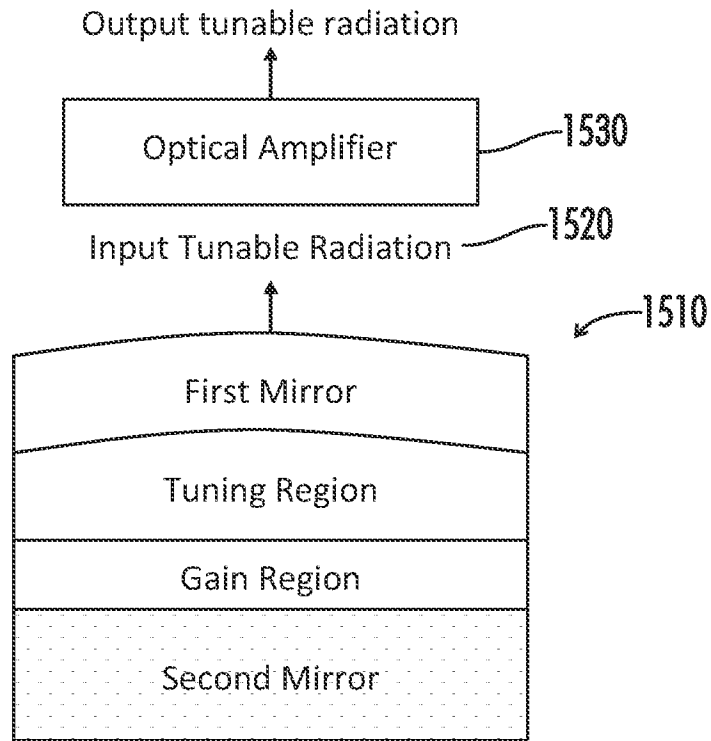 Output tunable radiation
Optical Amplifier
1530
Input Tunable Radiation
1520
1510
First Mirror
Tuning Region
Gain Region
Second Mirror